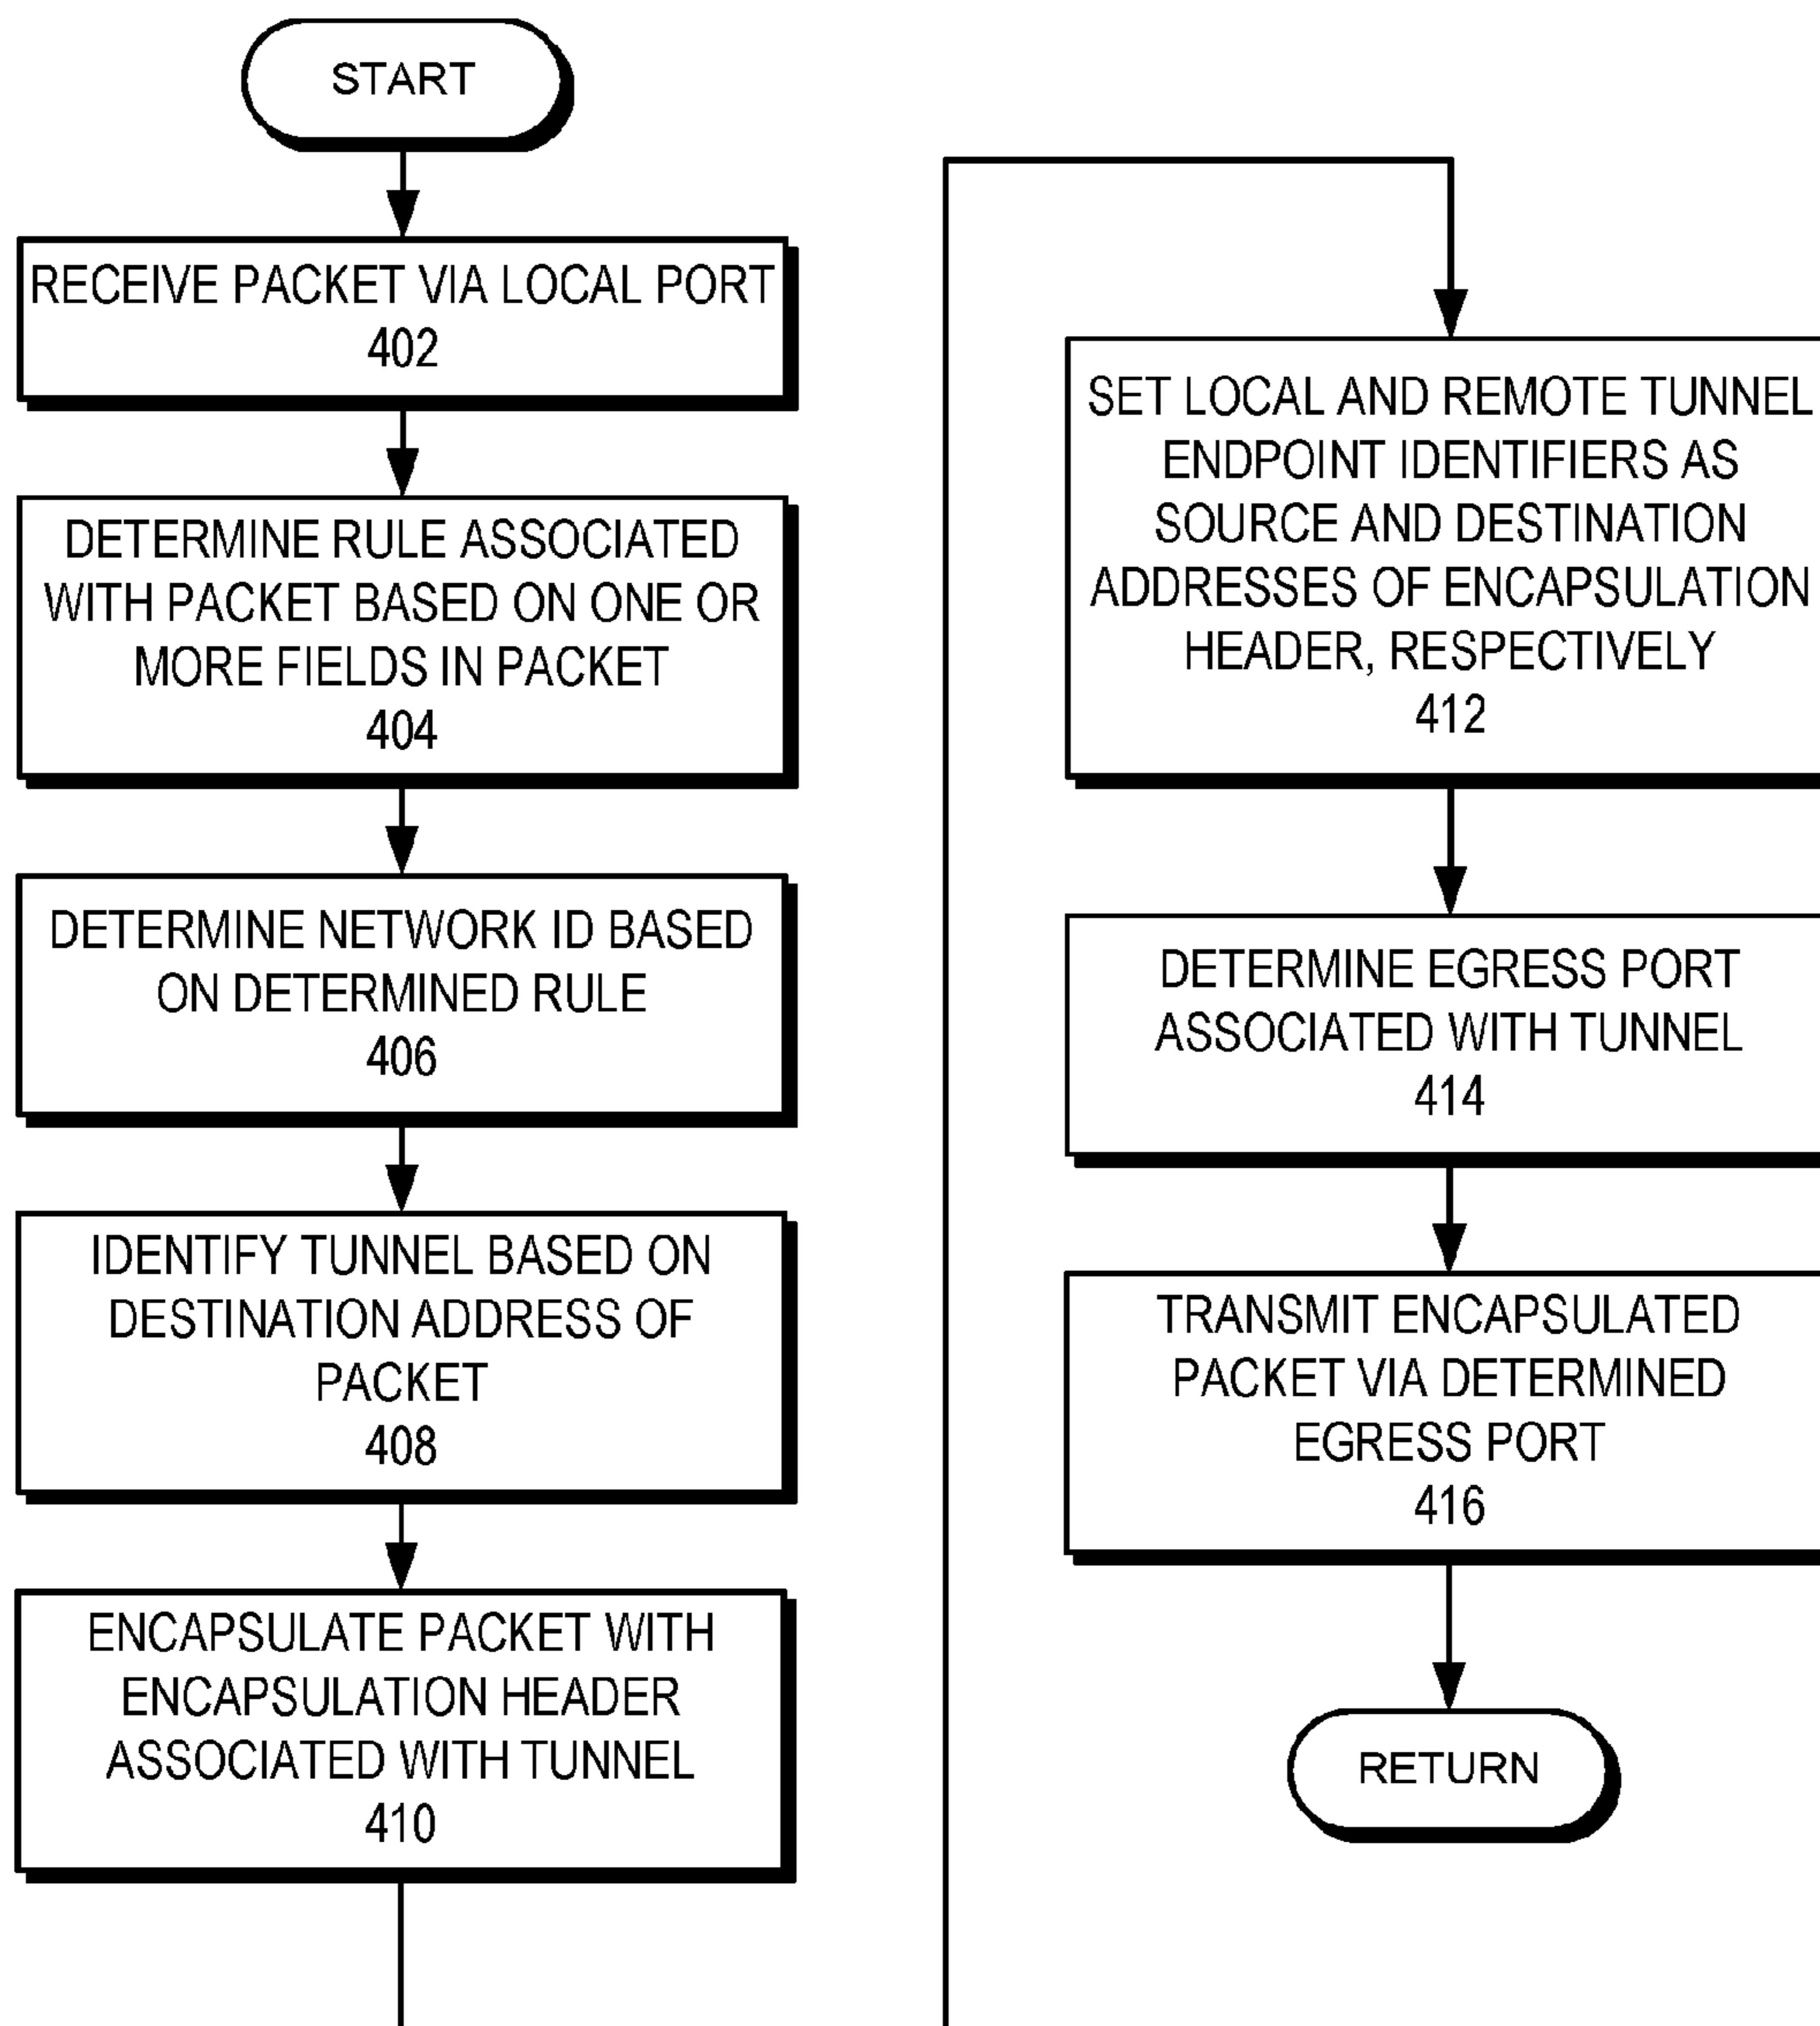 START
RECEIVE PACKET VIA LOCAL PORT
402
DETERMINE RULE ASSOCIATED
WITH PACKET BASED ON ONE OR
MORE FIELDS IN PACKET
404
DETERMINE NETWORK ID BASED
ON DETERMINED RULE
406
IDENTIFY TUNNEL BASED ON
DESTINATION ADDRESS OF
PACKET
408
ENCAPSULATE PACKET WITH
ENCAPSULATION HEADER
ASSOCIATED WITH TUNNEL
410
SET LOCAL AND REMOTE TUNNEL
ENDPOINT IDENTIFIERS AS
SOURCE AND DESTINATION
ADDRESSES OF ENCAPSULATION
HEADER, RESPECTIVELY
412
DETERMINE EGRESS PORT
ASSOCIATED WITH TUNNEL
414
TRANSMIT ENCAPSULATED
PACKET VIA DETERMINED
EGRESS PORT
416
RETURN